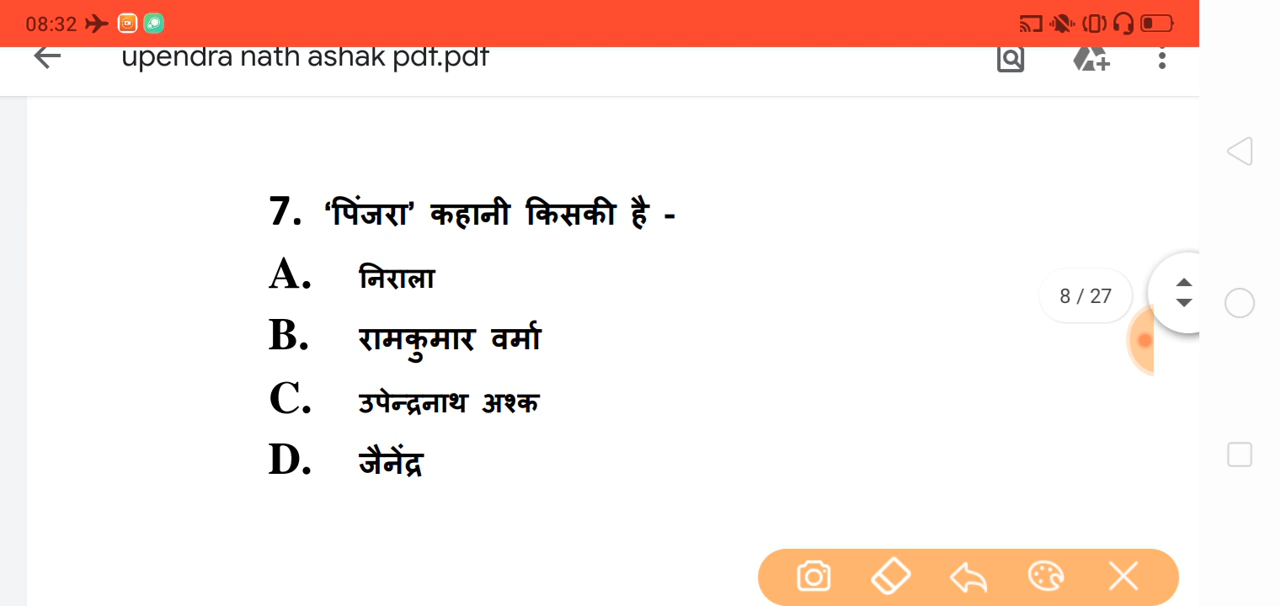 08:32
upendra nath ashak pdf.pdf
7. ‘पिंजरा’ कहानी किसकी है -
A. निराला
B. रामकुमार वर्मा
8 / 27
C. उपेन्द्रनाथ अश्क
D. जैनेंद्र